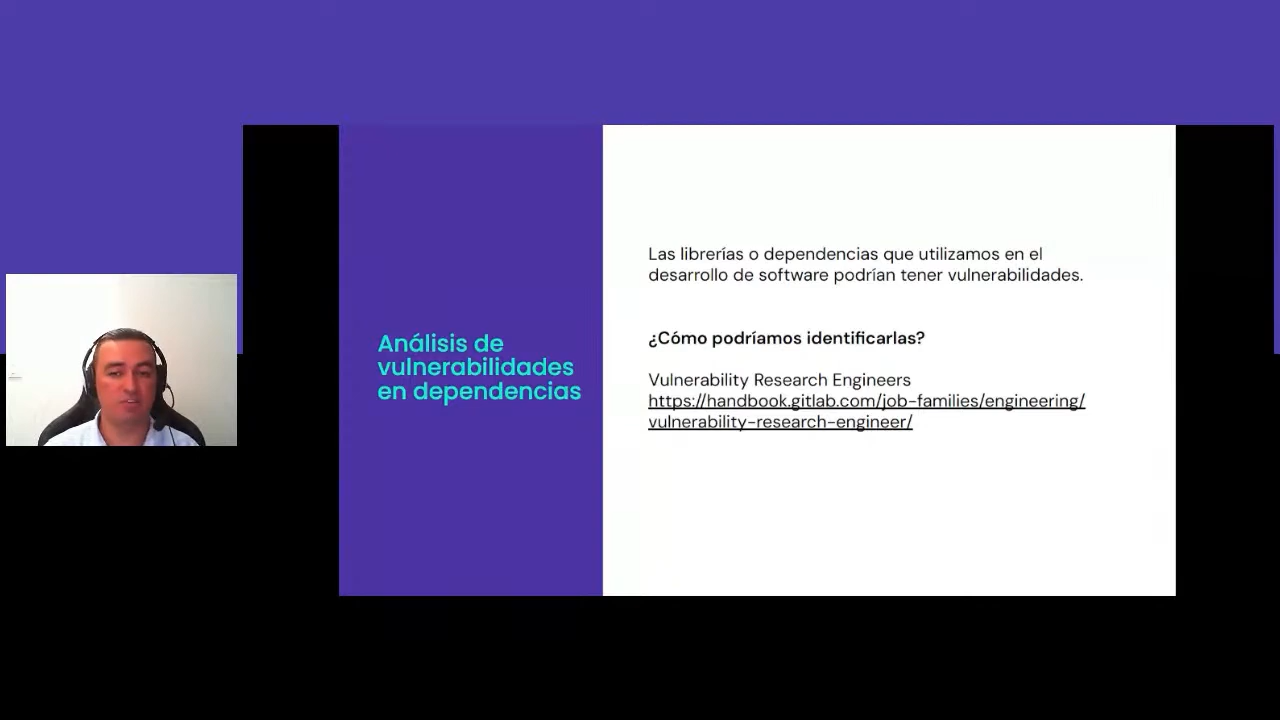 Análisis de
vulnerabilidades
en dependencias
Las librerías o dependencias que utilizamos en el
desarrollo de software podrían tener vulnerabilidades.
¿Cómo podríamos identificarlas?
Vulnerability Research Engineers
https://handbook.gitlab.com/job-families/engineering/
vulnerability-research-engineer/